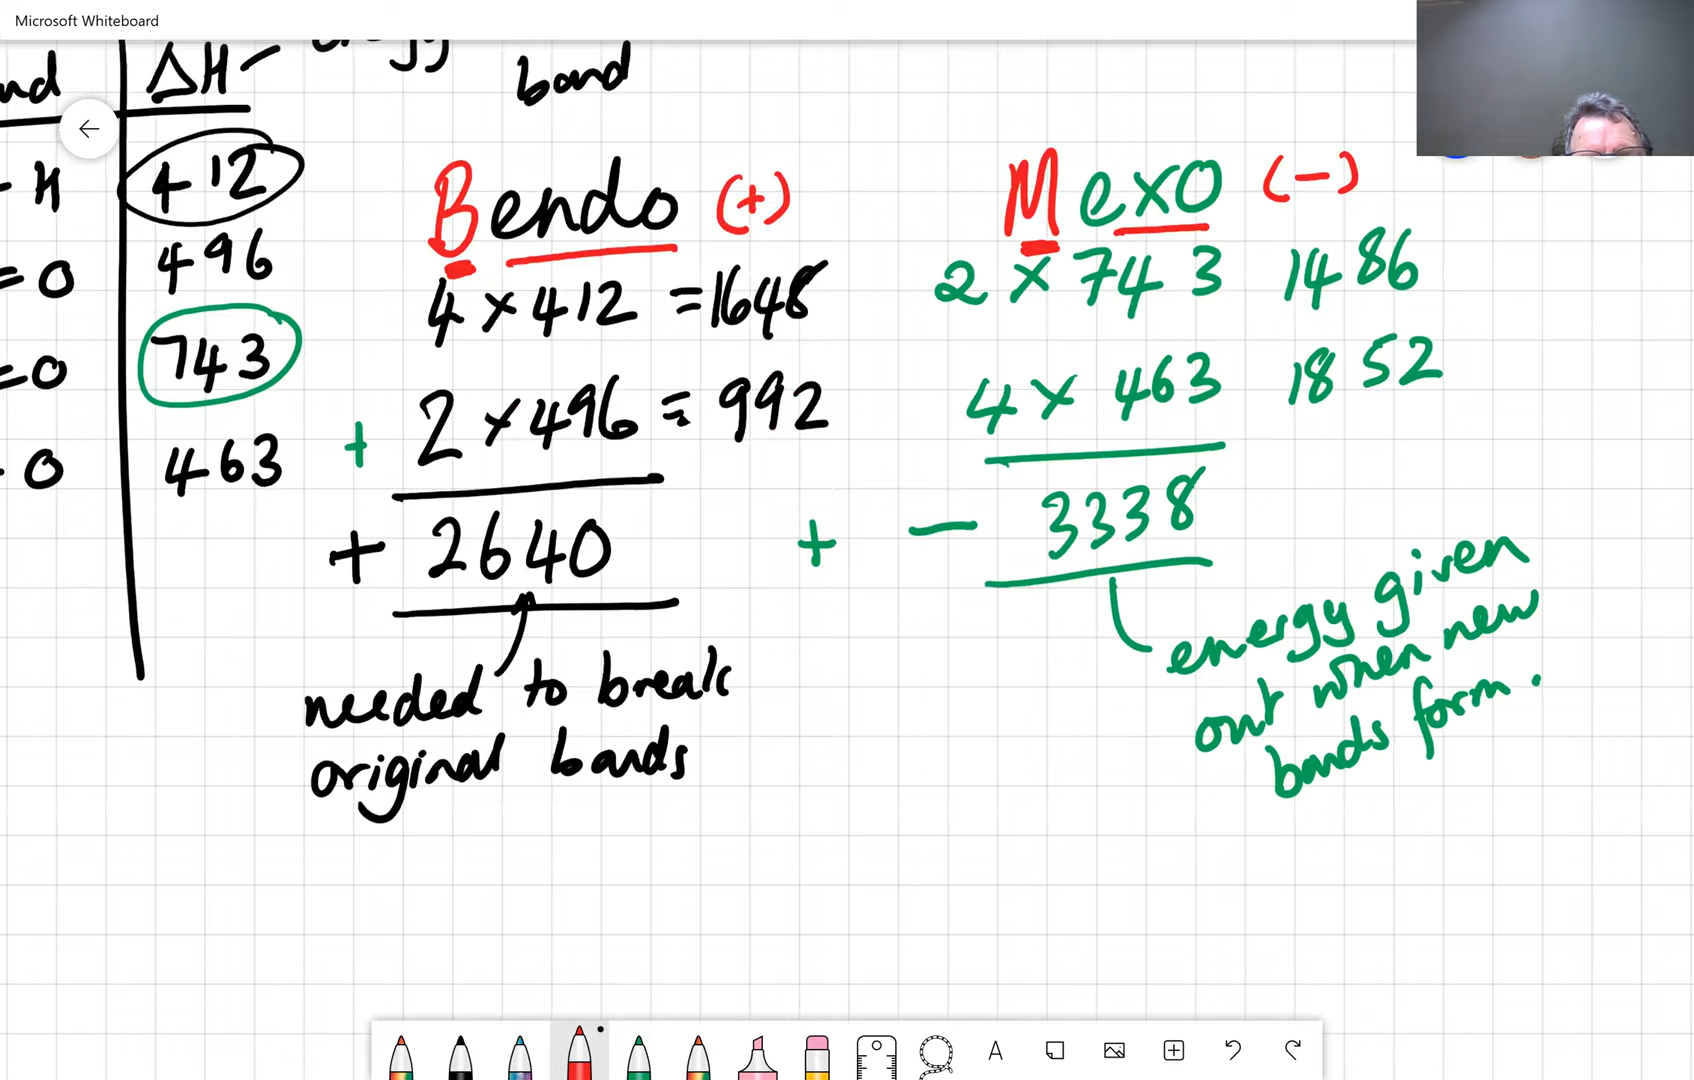 Microsoft Whiteboard
nd ΔH
bond
- H 412
= O 496
= O 743
- O 463
Bendo (+)
4 × 412 = 1648
+ 2 × 496 = 992
+ 2640
needed to break
original bonds
Mexo (-)
2 × 743 1486
4 × 463 1852
+ - 3338
energy given
out when new
bonds form.
A